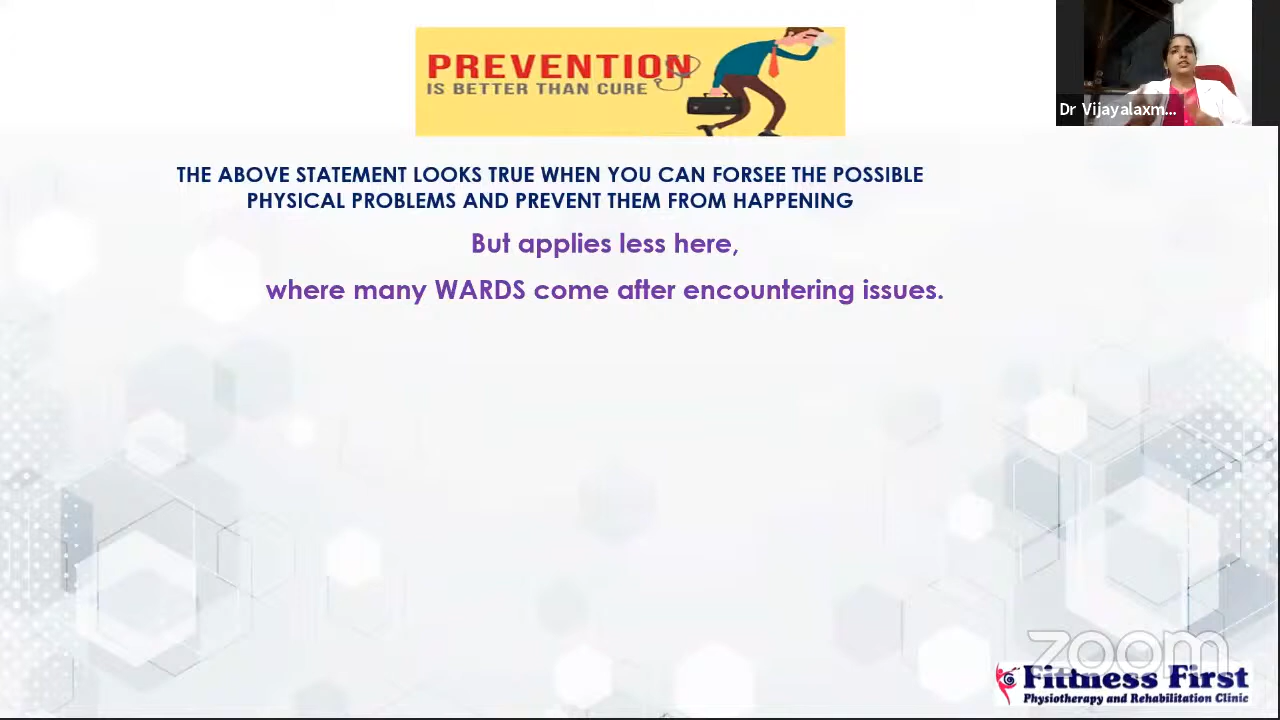 PREVENTION
IS BETTER THAN CURE
Dr Vijayalaxm...
THE ABOVE STATEMENT LOOKS TRUE WHEN YOU CAN FORSEE THE POSSIBLE
PHYSICAL PROBLEMS AND PREVENT THEM FROM HAPPENING
But applies less here,
where many WARDS come after encountering issues.
zoom
Fittness First
Physiotherapy and Rehabilitation Clinic